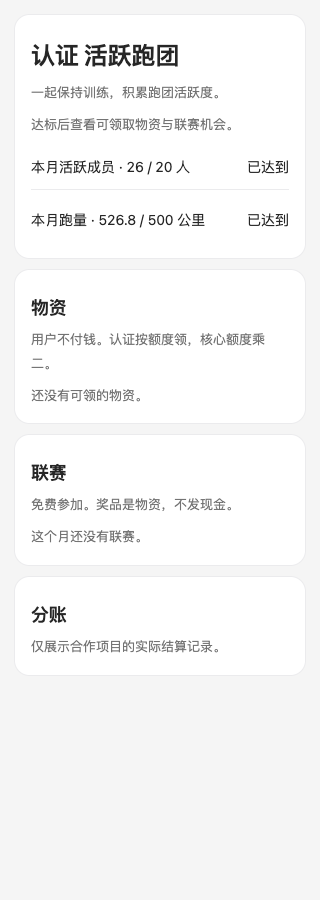 认证 活跃跑团
一起保持训练，积累跑团活跃度。
达标后查看可领取物资与联赛机会。
本月活跃成员 · 26 / 20 人 已达到
本月跑量 · 526.8 / 500 公里 已达到
物资
用户不付钱。认证按额度领，核心额度乘
二。
还没有可领的物资。
联赛
免费参加。奖品是物资，不发现金。
这个月还没有联赛。
分账
仅展示合作项目的实际结算记录。